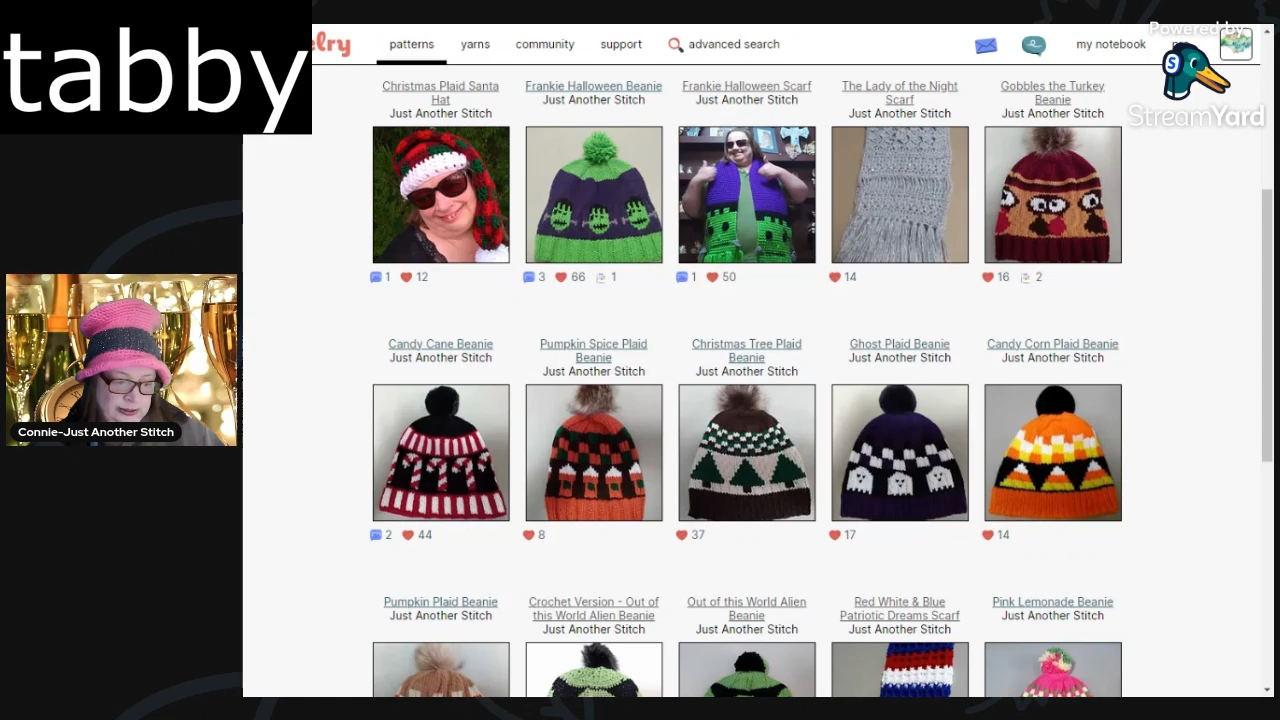 tabby
Powered by
StreamYard
elry
patterns
yarns
community
support
advanced search
my notebook
Christmas Plaid Santa
Hat
Just Another Stitch
Frankie Halloween Beanie
Just Another Stitch
Frankie Halloween Scarf
Just Another Stitch
The Lady of the Night
Scarf
Just Another Stitch
Gobbles the Turkey
Beanie
Just Another Stitch
1 12
3 66 1
1 50
14
16 2
Candy Cane Beanie
Just Another Stitch
Pumpkin Spice Plaid
Beanie
Just Another Stitch
Christmas Tree Plaid
Beanie
Just Another Stitch
Ghost Plaid Beanie
Just Another Stitch
Candy Corn Plaid Beanie
Just Another Stitch
Connie-Just Another Stitch
2 44
8
37
17
14
Pumpkin Plaid Beanie
Just Another Stitch
Crochet Version - Out of
this World Alien Beanie
Just Another Stitch
Out of this World Alien
Beanie
Just Another Stitch
Red White & Blue
Patriotic Dreams Scarf
Just Another Stitch
Pink Lemonade Beanie
Just Another Stitch